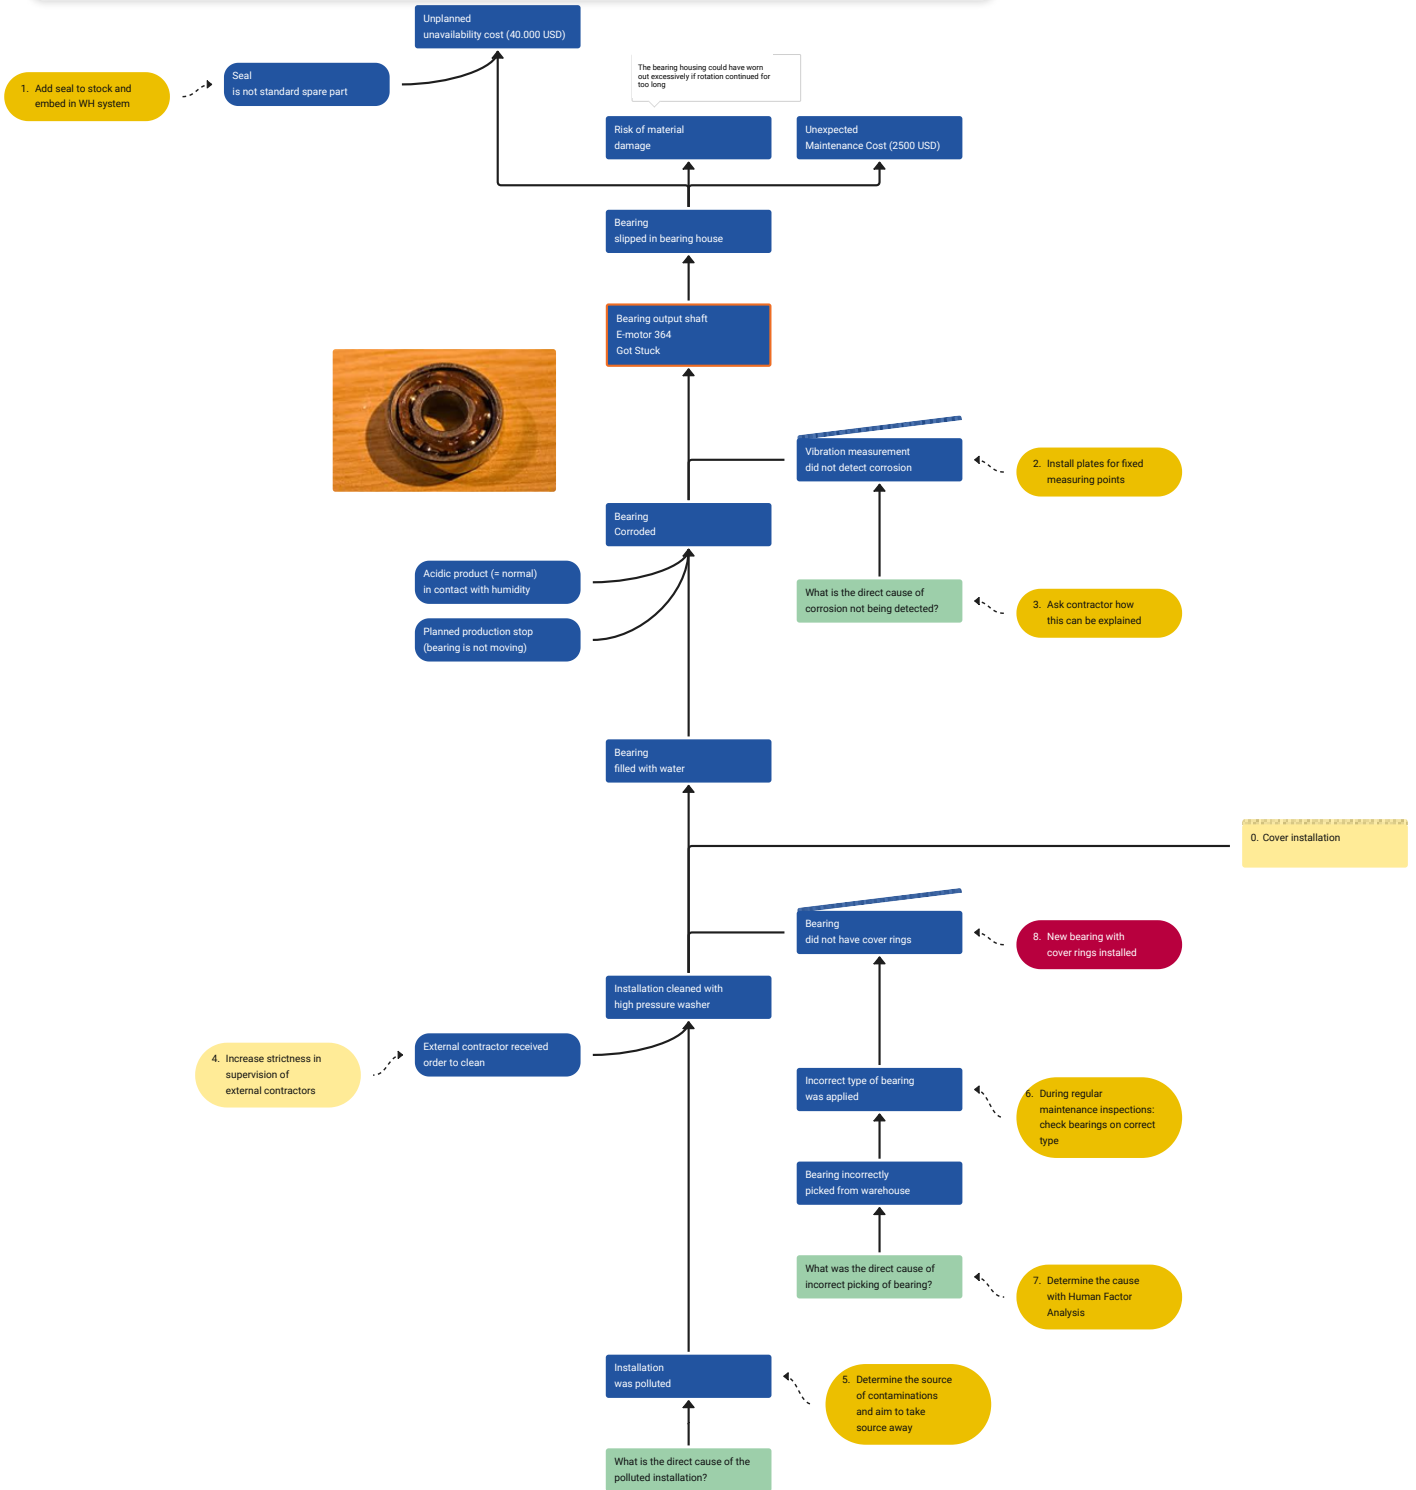 Unplanned
unavailability cost (40.000 USD)
Seal
is not standard spare part
1. Add seal to stock and
embed in WH system
The bearing housing could have worn
out excessively if rotation continued for
too long
Risk of material
damage
Unexpected
Maintenance Cost (2500 USD)
Bearing
slipped in bearing house
Bearing output shaft
E-motor 364
Got Stuck
Vibration measurement
did not detect corrosion
2. Install plates for fixed
measuring points
Bearing
Corroded
Acidic product (= normal)
in contact with humidity
What is the direct cause of
corrosion not being detected?
3. Ask contractor how
this can be explained
Planned production stop
(bearing is not moving)
Bearing
filled with water
0. Cover installation
Bearing
did not have cover rings
8. New bearing with
cover rings installed
Installation cleaned with
high pressure washer
External contractor received
order to clean
4. Increase strictness in
supervision of
external contractors
Incorrect type of bearing
was applied
6. During regular
maintenance inspections:
check bearings on correct
type
Bearing incorrectly
picked from warehouse
What was the direct cause of
incorrect picking of bearing?
7. Determine the cause
with Human Factor
Analysis
Installation
was polluted
5. Determine the source
of contaminations
and aim to take
source away
What is the direct cause of the
polluted installation?